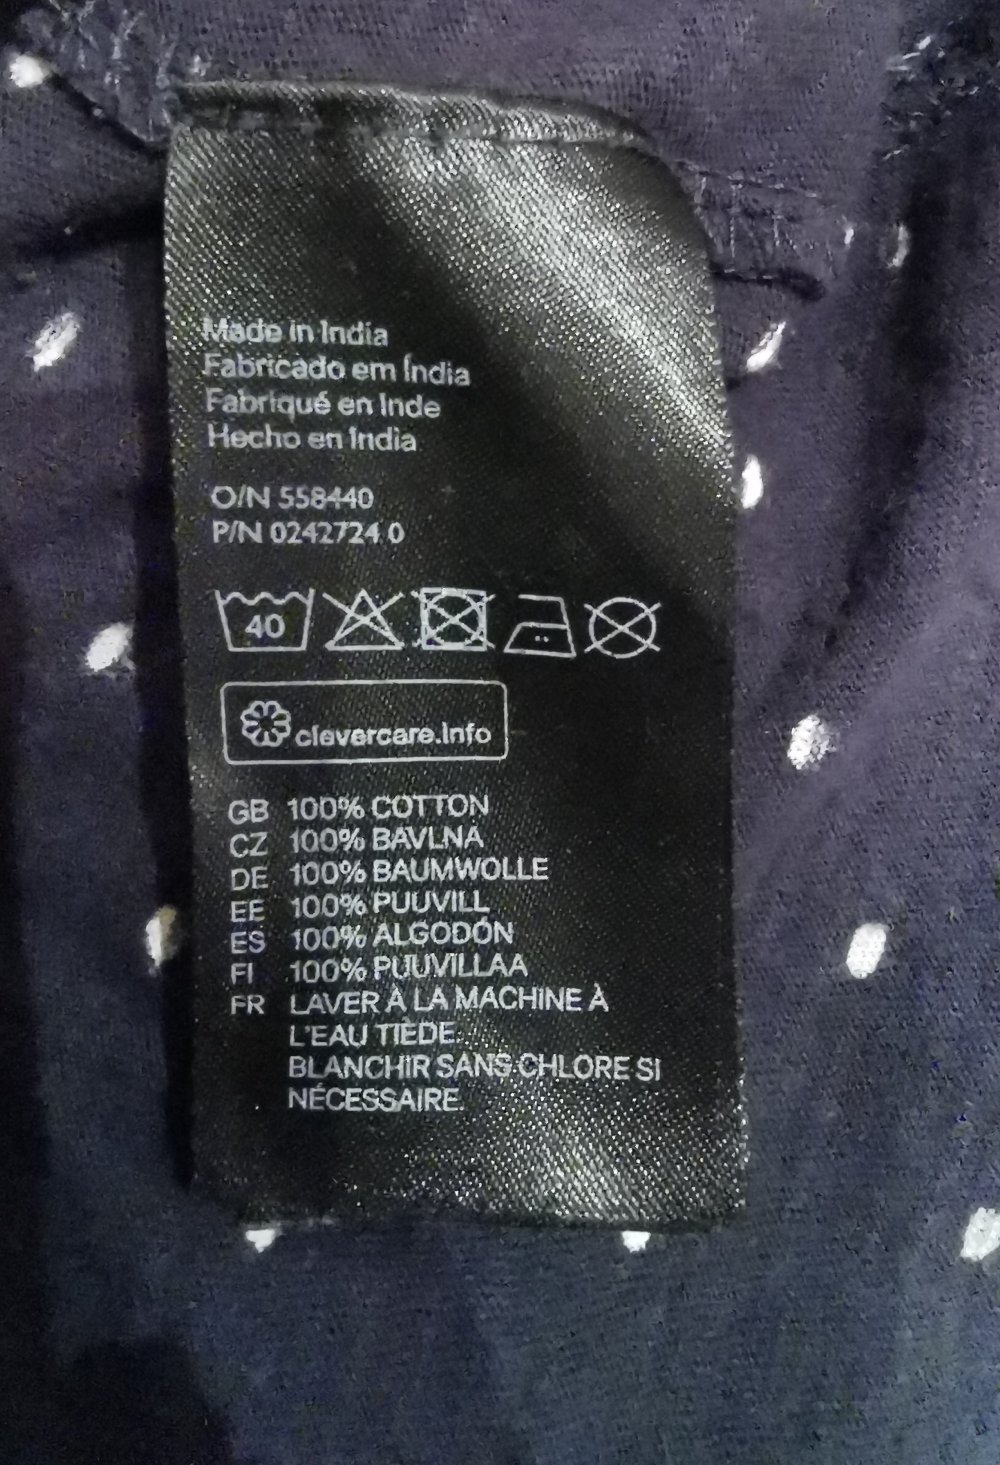 Made in India
Fabricado em Índia
Fabriqué en Inde
Hecho en India
O/N 558440
P/N 0242724 0
40
clevercare.info
GB 100% COTTON
CZ 100% BAVLNA
DE 100% BAUMWOLLE
EE 100% PUUVILL
ES 100% ALGODÓN
FI 100% PUUVILLAA
FR LAVER À LA MACHINE À
L'EAU TIÈDE.
BLANCHIR SANS CHLORE SI
NÉCESSAIRE.